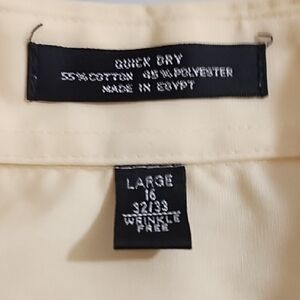 QUICK DRY
55%COTTON 45%POLYESTER
MADE IN EGYPT
LARGE
16
32/33
WRINKLE
FREE